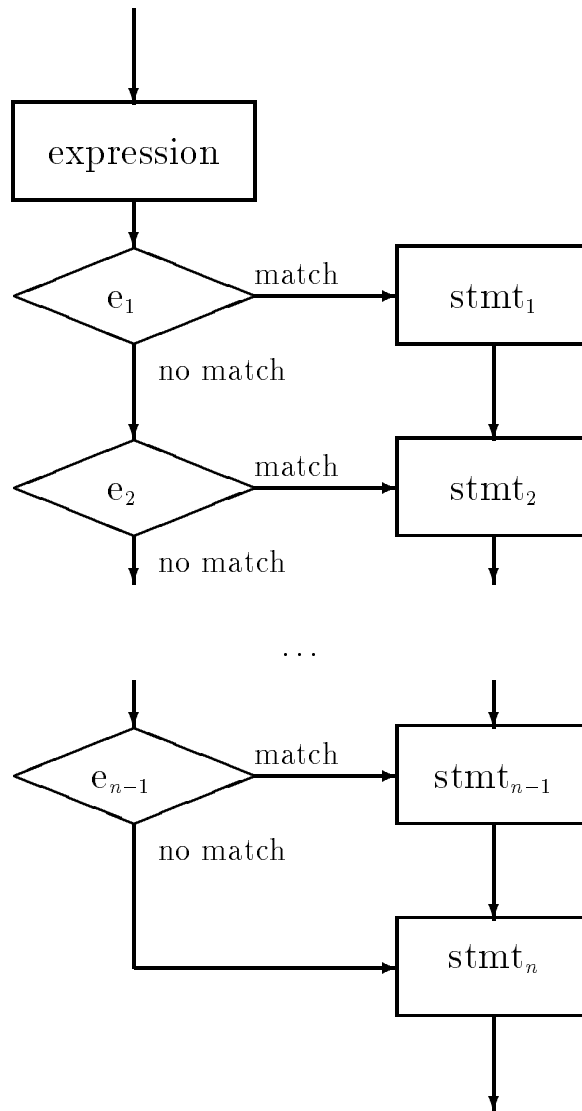 expression
match
e₁
stmt₁
no match
match
e₂
stmt₂
no match
...
match
eₙ₋₁
stmtₙ₋₁
no match
stmtₙ